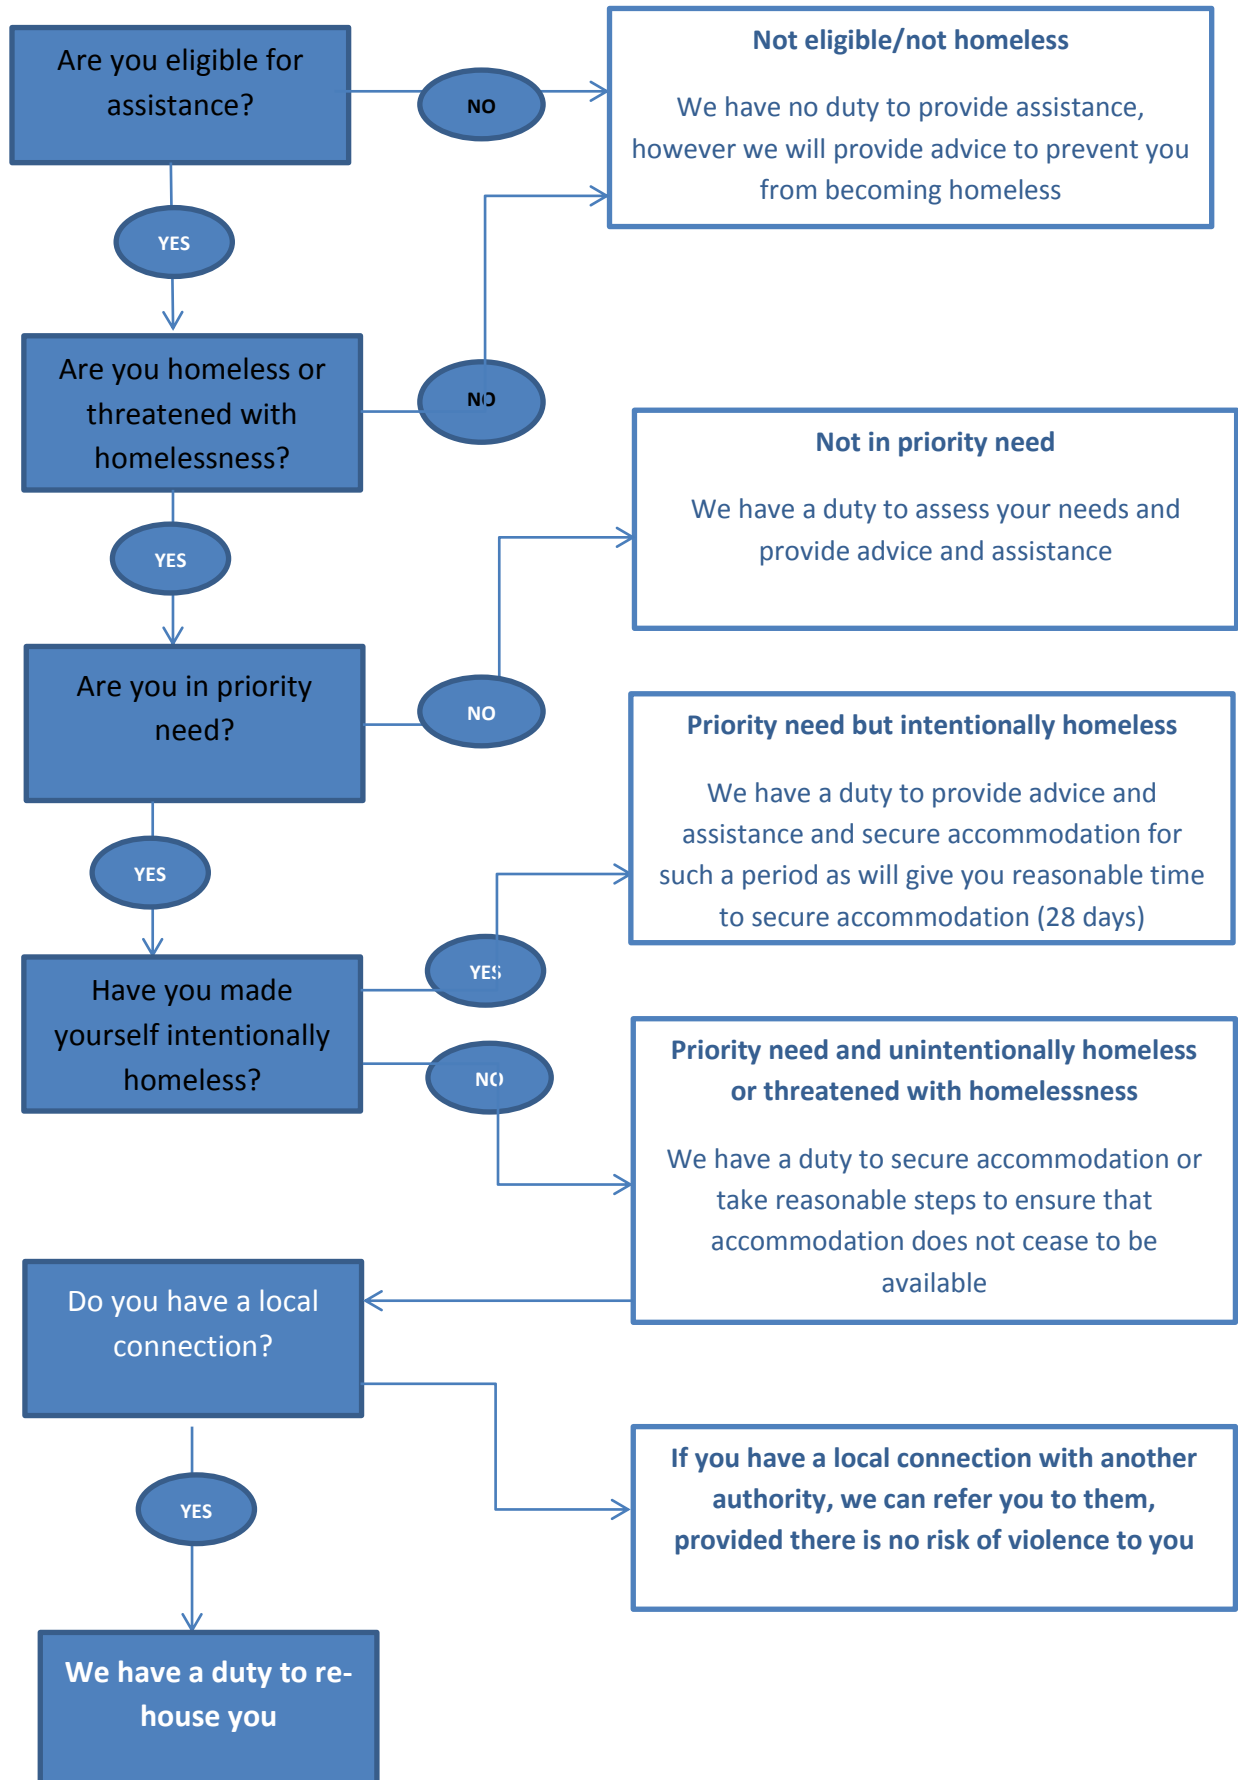 Are you eligible for
assistance?
NO
Not eligible/not homeless
We have no duty to provide assistance,
however we will provide advice to prevent you
from becoming homeless
YES
Are you homeless or
threatened with
homelessness?
NO
Not in priority need
We have a duty to assess your needs and
provide advice and assistance
YES
Are you in priority
need?
NO
Priority need but intentionally homeless
We have a duty to provide advice and
assistance and secure accommodation for
such a period as will give you reasonable time
to secure accommodation (28 days)
YES
Have you made
yourself intentionally
homeless?
YES
NO
Priority need and unintentionally homeless
or threatened with homelessness
We have a duty to secure accommodation or
take reasonable steps to ensure that
accommodation does not cease to be
available
Do you have a local
connection?
If you have a local connection with another
authority, we can refer you to them,
provided there is no risk of violence to you
YES
We have a duty to re-
house you